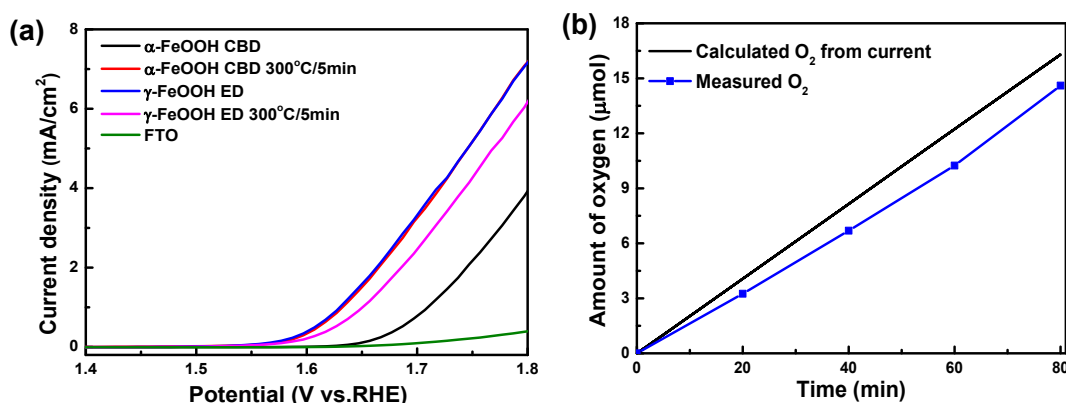 (a)
8
6
4
2
0
1.4
1.5
1.6
1.7
1.8
Current density (mA/cm²)
Potential (V vs.RHE)
α-FeOOH CBD
α-FeOOH CBD 300°C/5min
γ-FeOOH ED
γ-FeOOH ED 300°C/5min
FTO
(b)
18
15
12
9
6
3
0
0
20
40
60
80
Amount of oxygen (μmol)
Time (min)
Calculated O₂ from current
Measured O₂